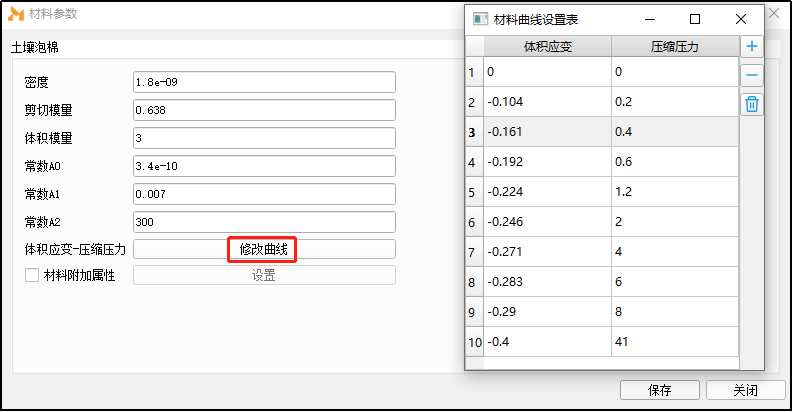 材料参数
土壤泡棉
密度 1.8e-09
剪切模量 0.638
体积模量 3
常数A0 3.4e-10
常数A1 0.007
常数A2 300
体积应变-压缩压力 修改曲线
材料附加属性 设置
保存 关闭
材料曲线设置表
体积应变 压缩压力
1 0 0
2 -0.104 0.2
3 -0.161 0.4
4 -0.192 0.6
5 -0.224 1.2
6 -0.246 2
7 -0.271 4
8 -0.283 6
9 -0.29 8
10 -0.4 41